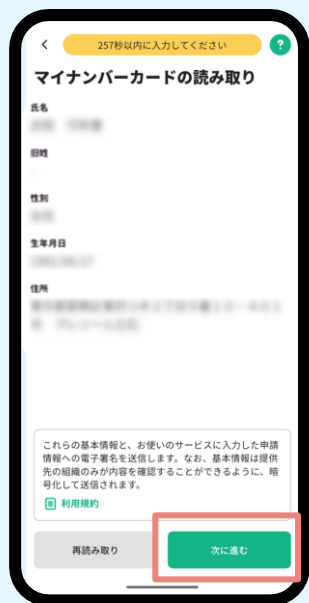 257秒以内に入力してください
?
マイナンバーカードの読み取り
氏名
旧姓
-
性別
生年月日
住所
これらの基本情報と、お使いのサービスに入力した申請
情報への電子署名を送信します。なお、基本情報は提供
先の組織のみが内容を確認することができるように、暗
号化して送信されます。
利用規約
再読み取り
次に進む